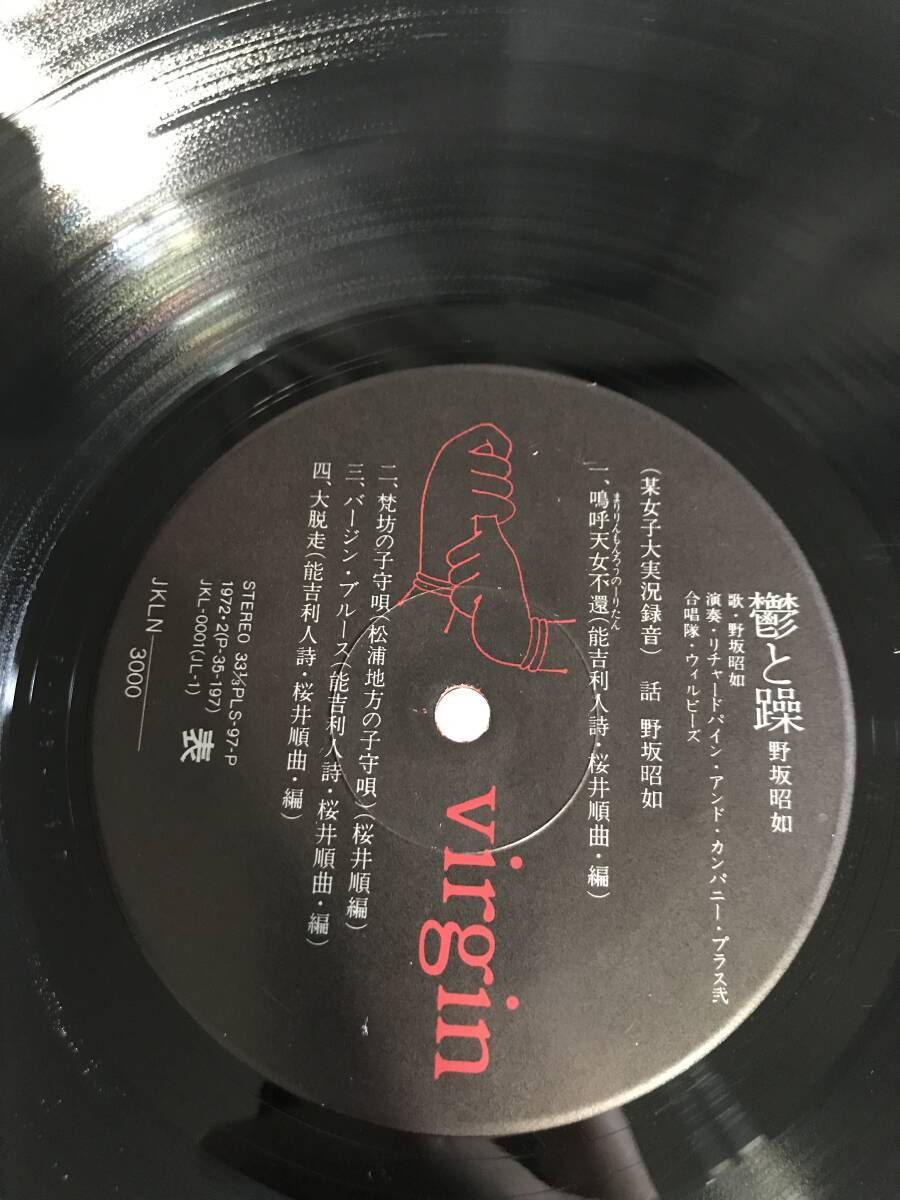 鬱と躁 野坂昭如
歌・野坂昭如
演奏・リチャードパイン・アンド・カンパニー・プラス弐
合唱隊・ウィルビーズ
(某女子大実況録音) 話 野坂昭如
まりりんもんろうのーりたん
一、嗚呼天女不還(能吉利人詩・桜井順曲・編)
virgin
二、梵坊の子守唄(松浦地方の子守唄)(桜井順編)
三、バージン・ブルース(能吉利人詩・桜井順曲・編)
四、大脱走(能吉利人詩・桜井順曲・編)
STEREO 33⅓PLS・97-P
1972・2(P-35-197)
JKL-0001(JL-1)
表
JKLN 3000